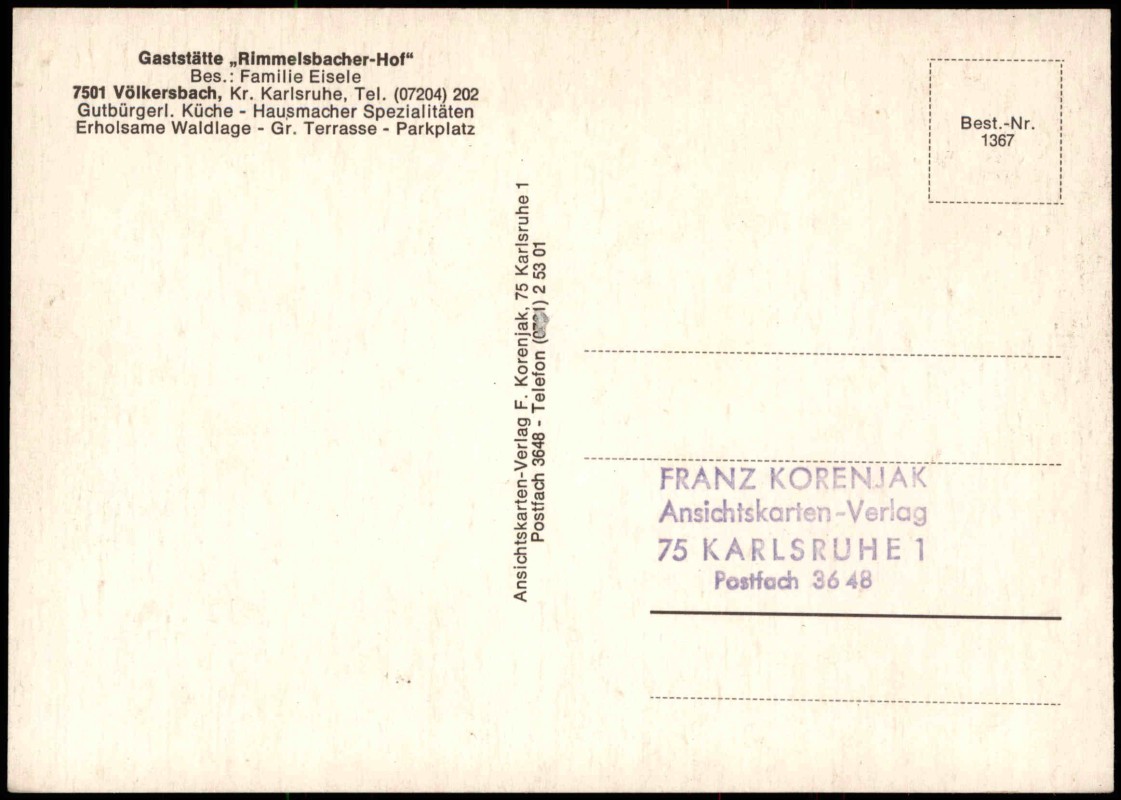 Gaststätte „Rimmelsbacher-Hof“
Bes.: Familie Eisele
7501 Völkersbach, Kr. Karlsruhe, Tel. (07204) 202
Gutbürgerl. Küche - Hausmacher Spezialitäten
Erholsame Waldlage - Gr. Terrasse - Parkplatz
Best.-Nr.
1367
Ansichtskarten-Verlag F. Korenjak, 75 Karlsruhe 1
Postfach 3648 - Telefon 2 53 01
FRANZ KORENJAK
Ansichtskarten-Verlag
75 KARLSRUHE 1
Postfach 36 48